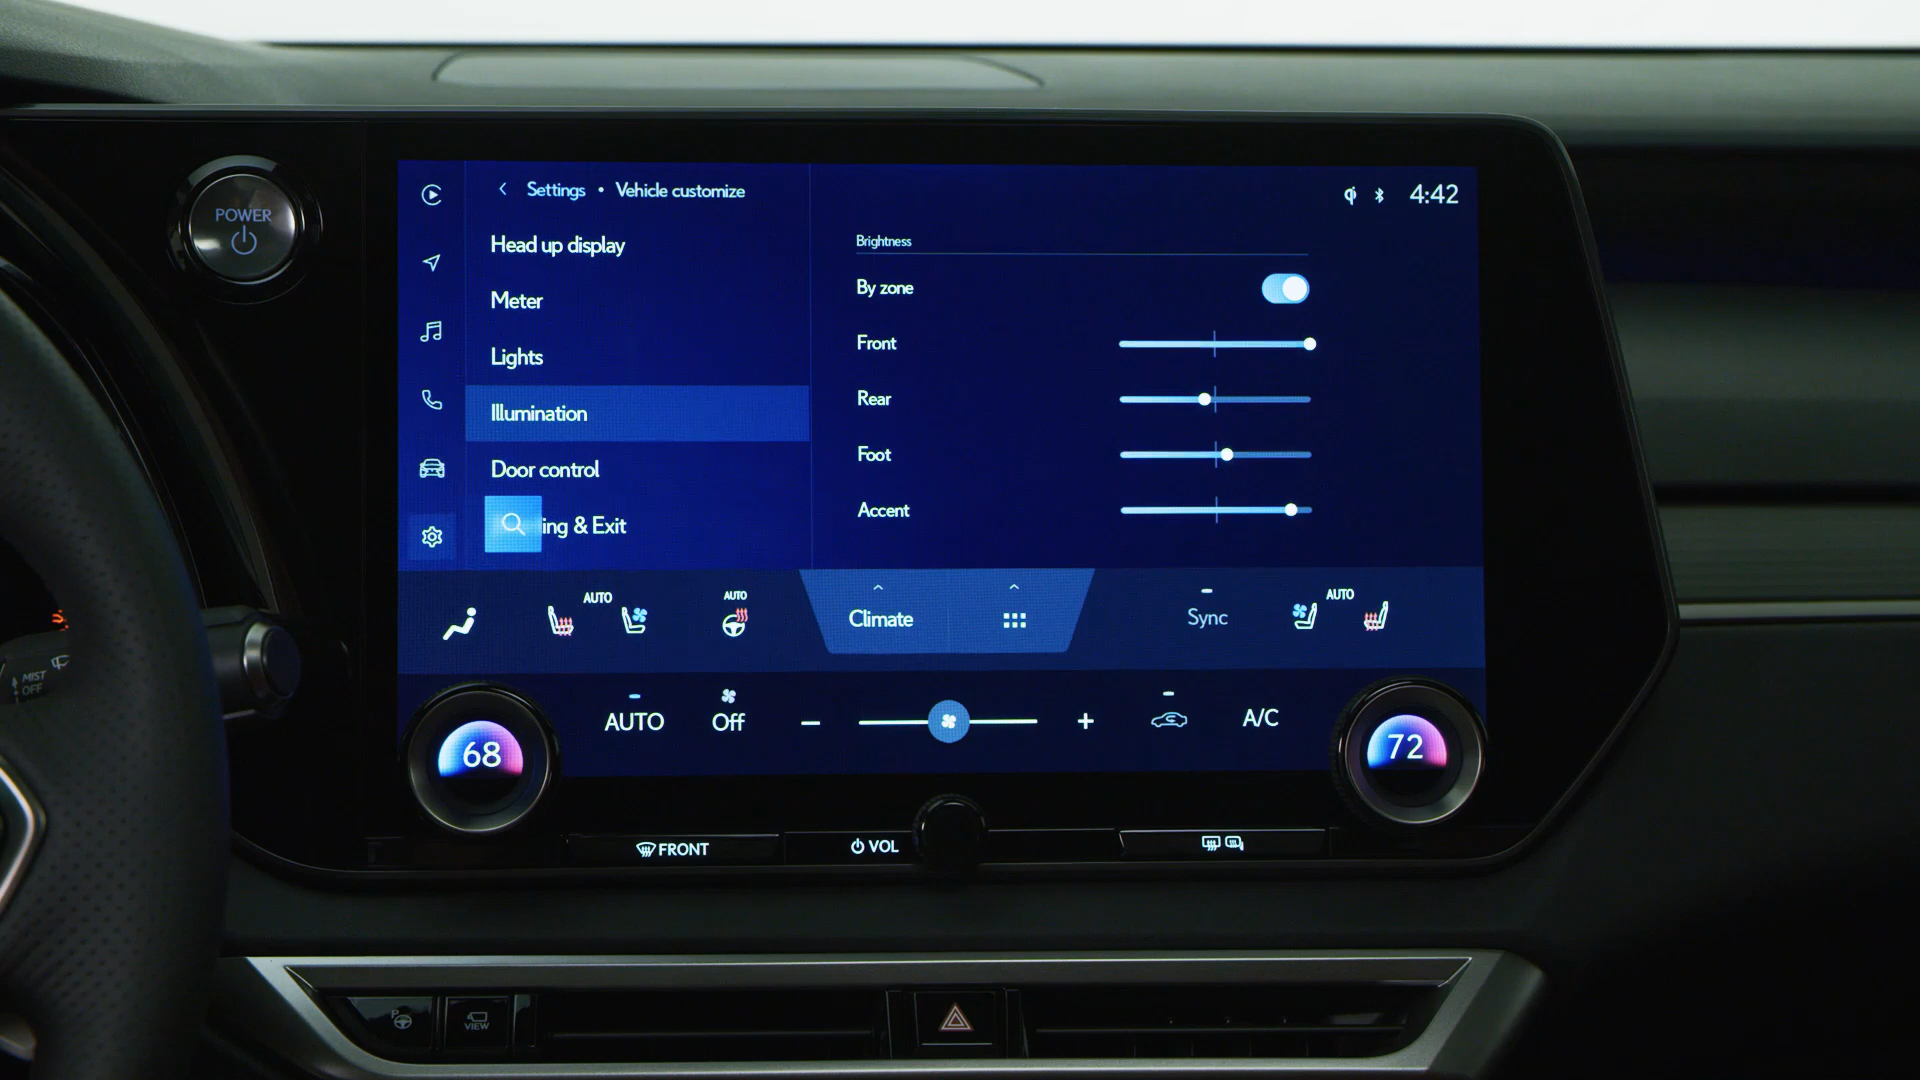 POWER
Settings • Vehicle customize
4:42
Head up display
Meter
Lights
Illumination
Door control
ing & Exit
Brightness
By zone
Front
Rear
Foot
Accent
AUTO
AUTO
Climate
Sync
AUTO
MIST
OFF
68
AUTO
Off
− +
A/C
72
FRONT
VOL
P
VIEW